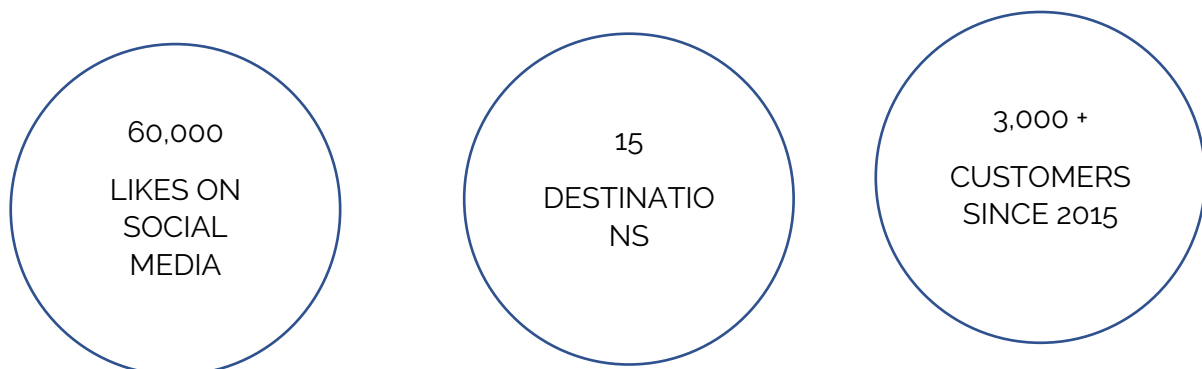 60,000
LIKES ON
SOCIAL
MEDIA
15
DESTINATIO
NS
3,000 +
CUSTOMERS
SINCE 2015